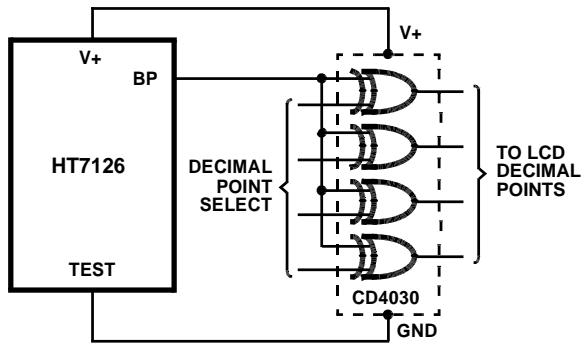 V+
V+
BP
HT7126
DECIMAL
POINT
SELECT
TO LCD
DECIMAL
POINTS
TEST
CD4030
GND